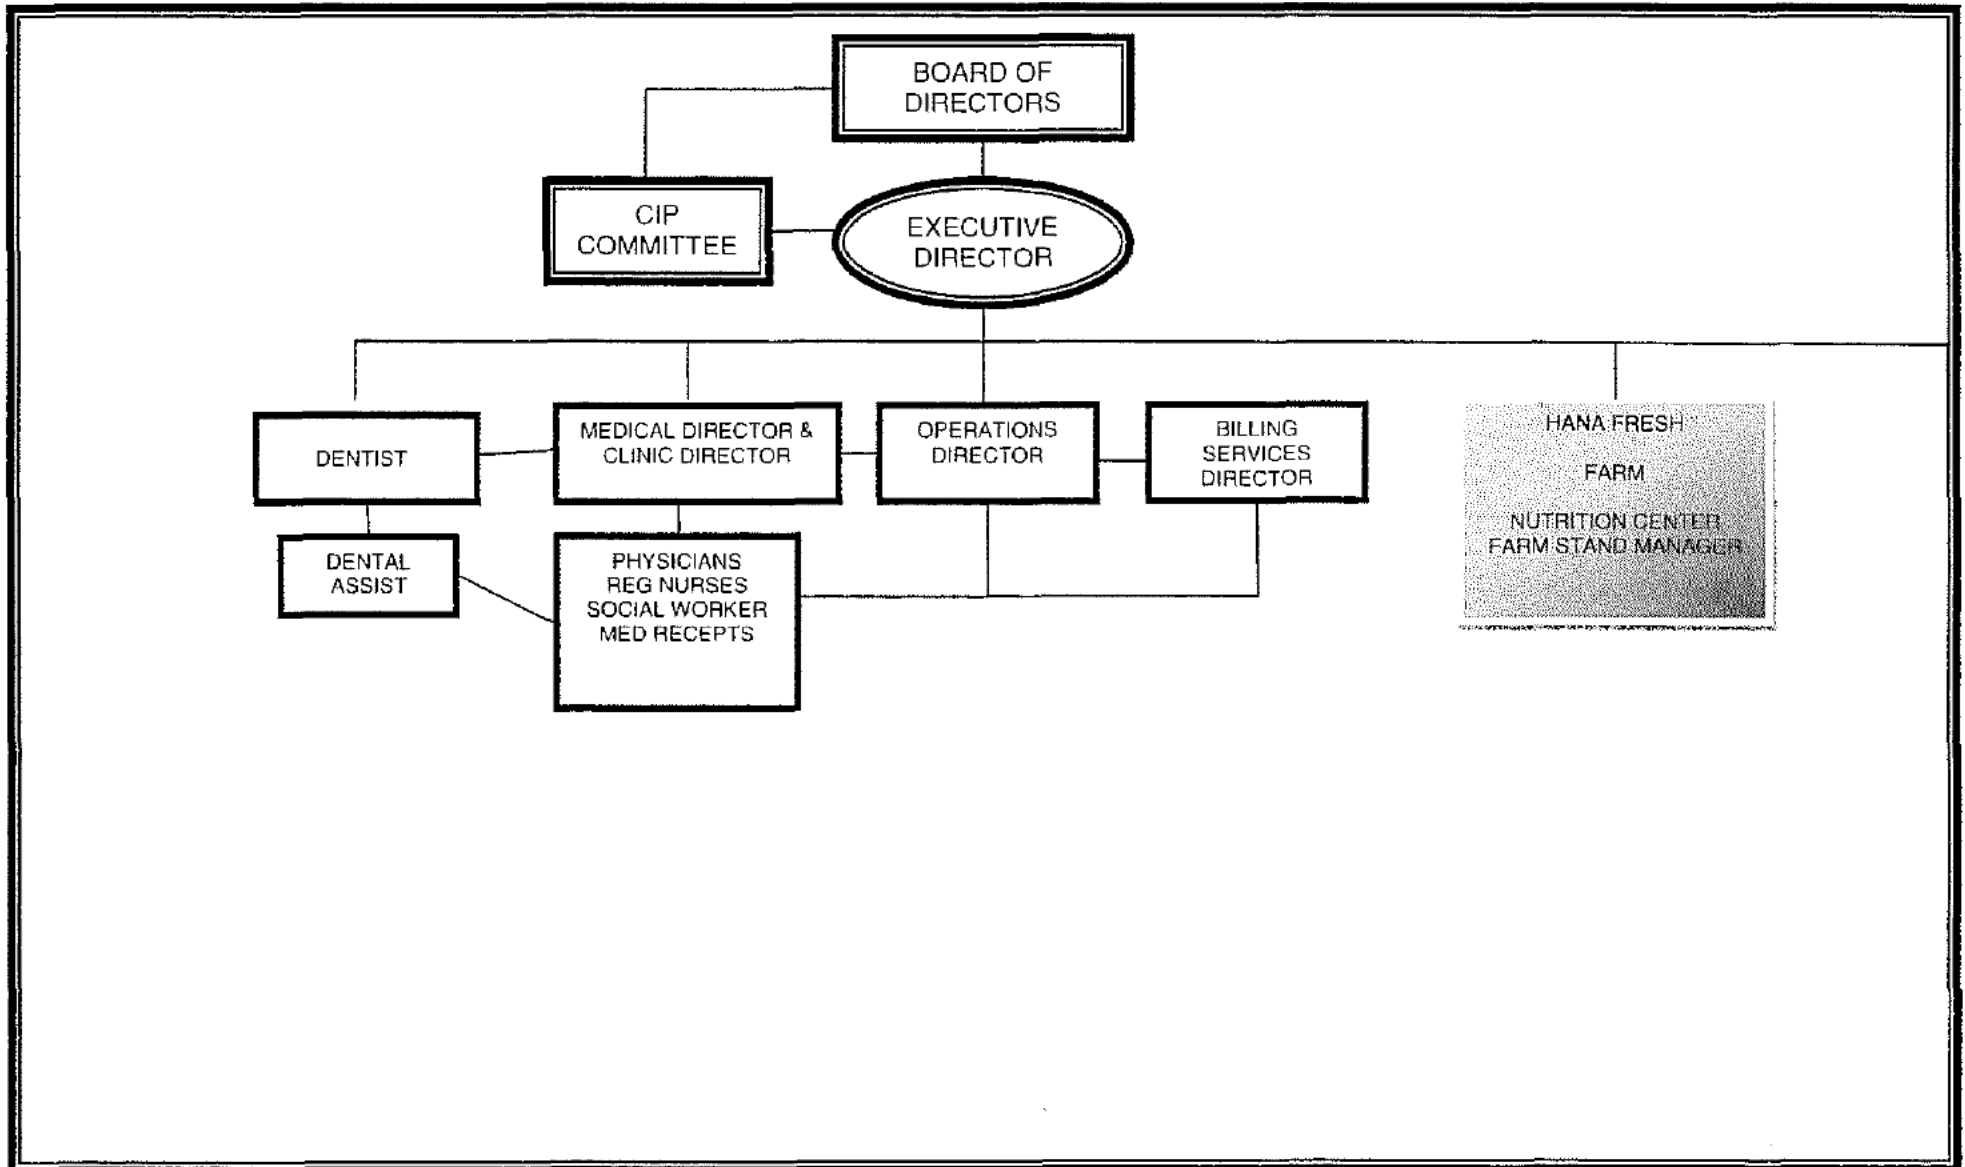 BOARD OF
DIRECTORS
CIP
COMMITTEE
EXECUTIVE
DIRECTOR
DENTIST
MEDICAL DIRECTOR &
CLINIC DIRECTOR
OPERATIONS
DIRECTOR
BILLING
SERVICES
DIRECTOR
HANA FRESH
FARM
NUTRITION CENTER
FARM STAND MANAGER
DENTAL
ASSIST
PHYSICIANS
REG NURSES
SOCIAL WORKER
MED RECEPTS